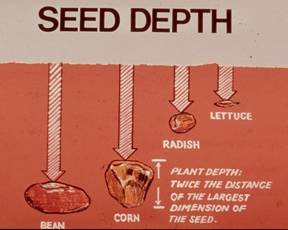 SEED DEPTH
LETTUCE
RADISH
PLANT DEPTH:
TWICE THE DISTANCE
OF THE LARGEST
DIMENSION OF
THE SEED.
CORN
BEAN